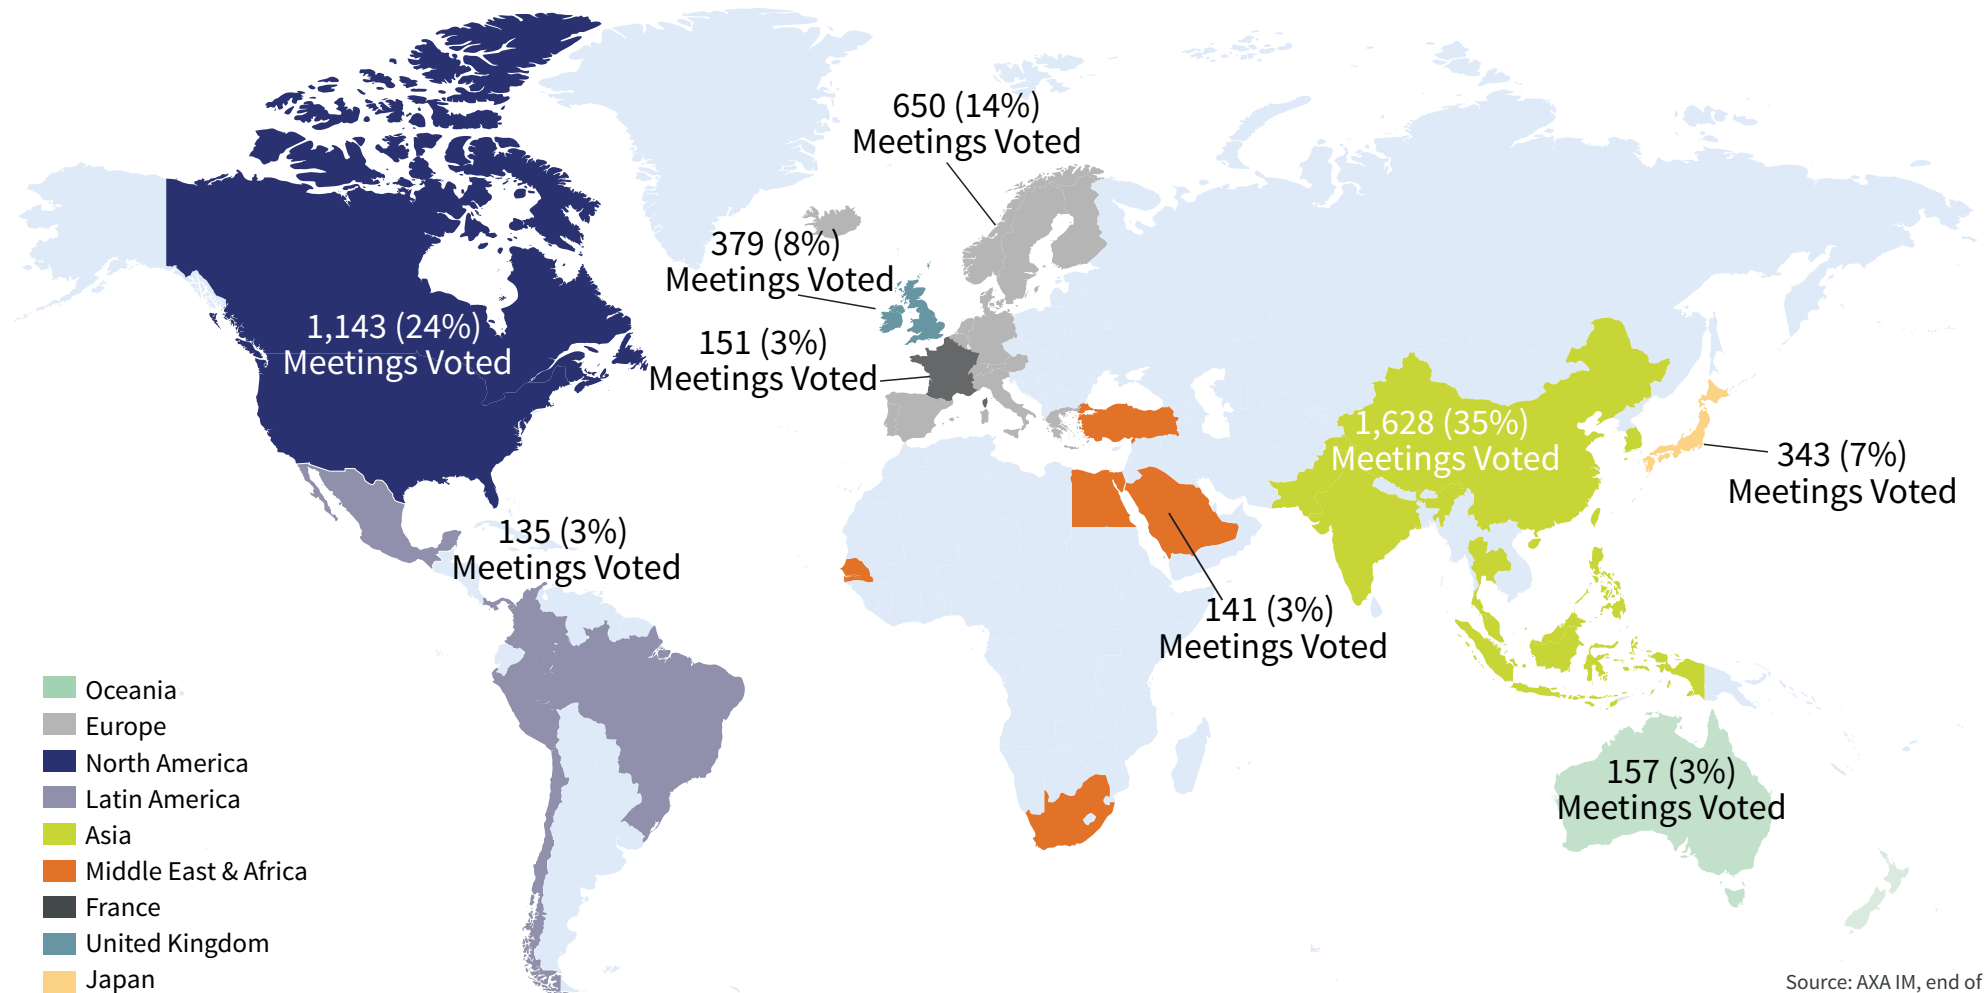 650 (14%)
Meetings Voted
379 (8%)
Meetings Voted
1,143 (24%)
Meetings Voted
151 (3%)
Meetings Voted
1,628 (35%)
Meetings Voted
343 (7%)
Meetings Voted
135 (3%)
Meetings Voted
141 (3%)
Meetings Voted
157 (3%)
Meetings Voted
Oceania
Europe
North America
Latin America
Asia
Middle East & Africa
France
United Kingdom
Japan
Source: AXA IM, end of